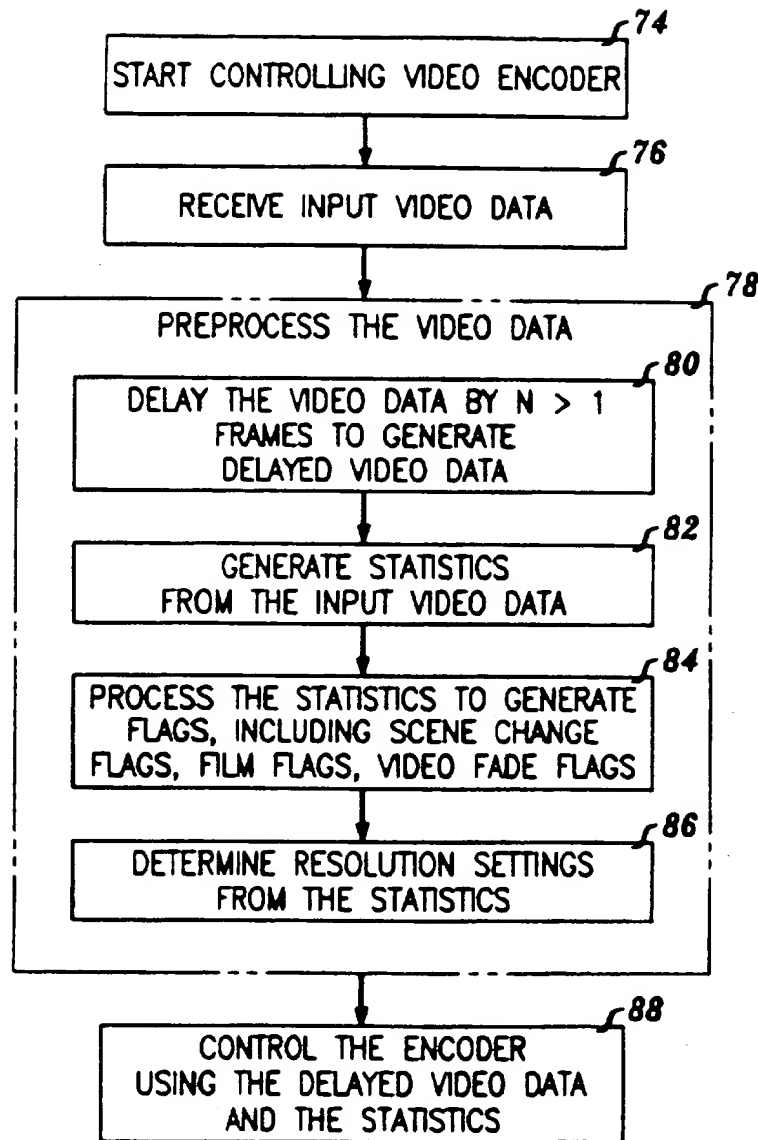 74
START CONTROLLING VIDEO ENCODER
76
RECEIVE INPUT VIDEO DATA
78
PREPROCESS THE VIDEO DATA
80
DELAY THE VIDEO DATA BY N > 1
FRAMES TO GENERATE
DELAYED VIDEO DATA
82
GENERATE STATISTICS
FROM THE INPUT VIDEO DATA
84
PROCESS THE STATISTICS TO GENERATE
FLAGS, INCLUDING SCENE CHANGE
FLAGS, FILM FLAGS, VIDEO FADE FLAGS
86
DETERMINE RESOLUTION SETTINGS
FROM THE STATISTICS
88
CONTROL THE ENCODER
USING THE DELAYED VIDEO DATA
AND THE STATISTICS